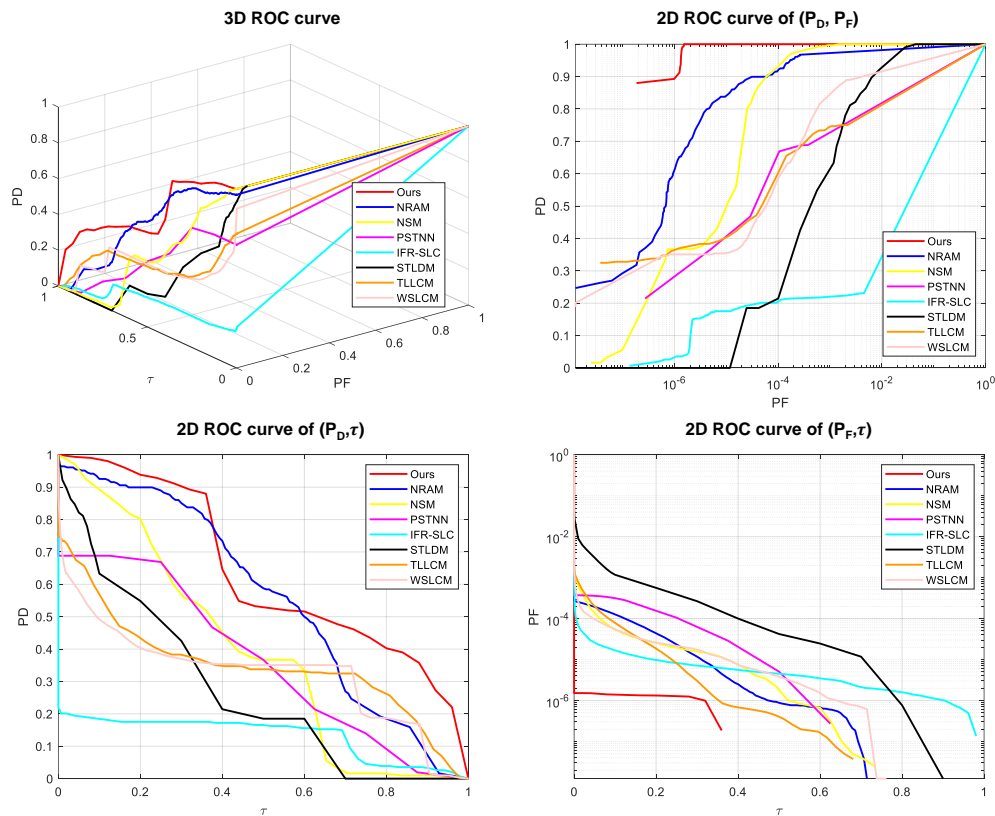 3D ROC curve
PD
1
0.8
0.6
0.4
0.2
0
1
0.5
0
τ
0
0.2
0.4
0.6
0.8
1
PF
Ours
NRAM
NSM
PSTNN
IFR-SLC
STLDM
TLLCM
WSLCM
2D ROC curve of (P_D, P_F)
PD
1
0.9
0.8
0.7
0.6
0.5
0.4
0.3
0.2
0.1
0
10^-6
10^-4
10^-2
10^0
PF
Ours
NRAM
NSM
PSTNN
IFR-SLC
STLDM
TLLCM
WSLCM
2D ROC curve of (P_D,τ)
PD
1
0.9
0.8
0.7
0.6
0.5
0.4
0.3
0.2
0.1
0
0
0.2
0.4
0.6
0.8
1
τ
Ours
NRAM
NSM
PSTNN
IFR-SLC
STLDM
TLLCM
WSLCM
2D ROC curve of (P_F,τ)
PF
10^0
10^-2
10^-4
10^-6
0
0.2
0.4
0.6
0.8
1
τ
Ours
NRAM
NSM
PSTNN
IFR-SLC
STLDM
TLLCM
WSLCM